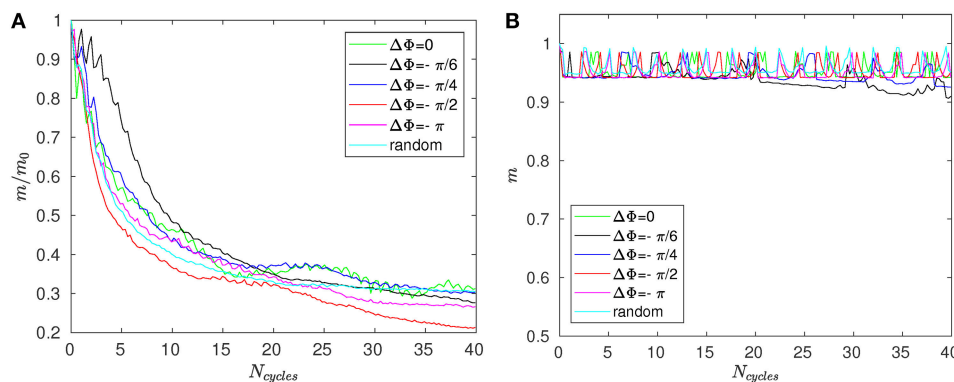 A
1
0.9
0.8
0.7
0.6
0.5
0.4
0.3
0.2
m/m0
0 5 10 15 20 25 30 35 40
Ncycles
ΔΦ=0
ΔΦ=- π/6
ΔΦ=- π/4
ΔΦ=- π/2
ΔΦ=- π
random
B
1
0.9
0.8
0.7
0.6
0.5
m
0 5 10 15 20 25 30 35 40
Ncycles
ΔΦ=0
ΔΦ=- π/6
ΔΦ=- π/4
ΔΦ=- π/2
ΔΦ=- π
random